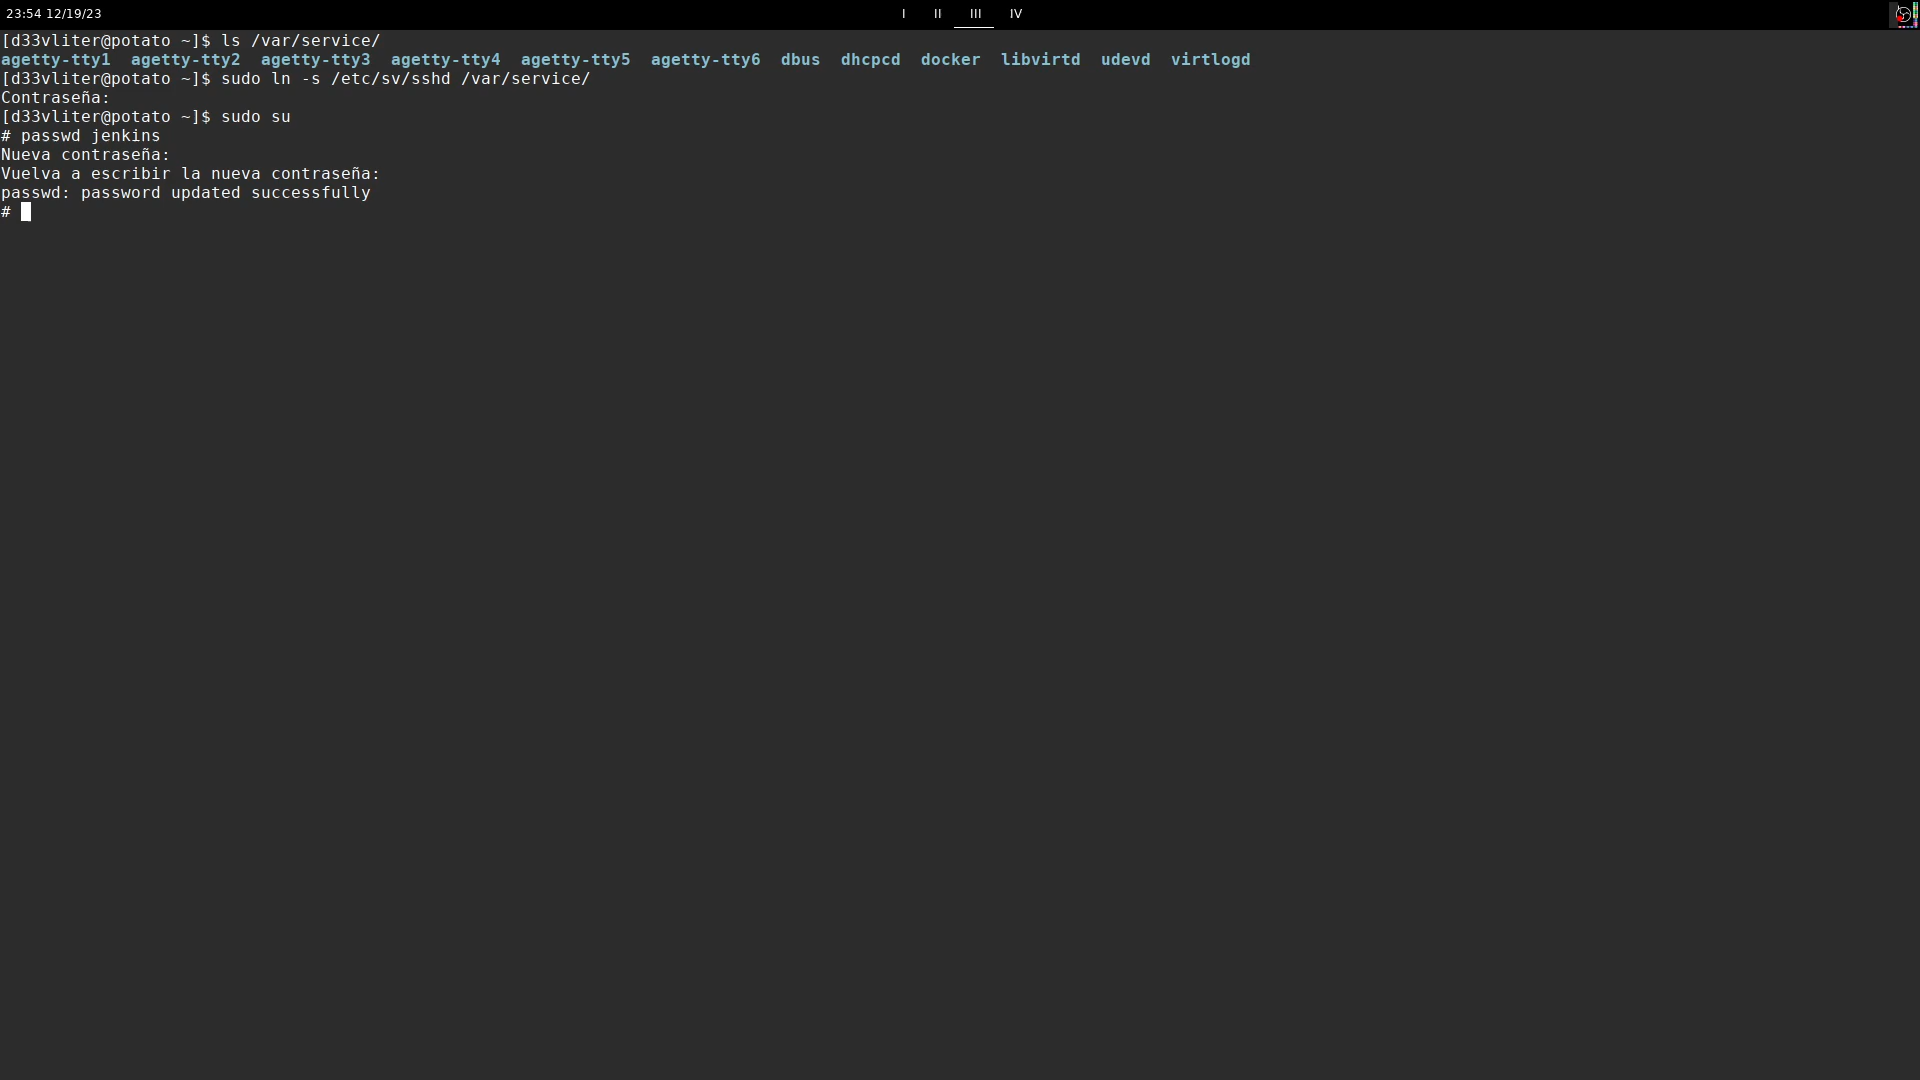 23:54 12/19/23 I II III IV
[d33vliter@potato ~]$ ls /var/service/
agetty-tty1 agetty-tty2 agetty-tty3 agetty-tty4 agetty-tty5 agetty-tty6 dbus dhcpcd docker libvirtd udevd virtlogd
[d33vliter@potato ~]$ sudo ln -s /etc/sv/sshd /var/service/
Contraseña:
[d33vliter@potato ~]$ sudo su
# passwd jenkins
Nueva contraseña:
Vuelva a escribir la nueva contraseña:
passwd: password updated successfully
#